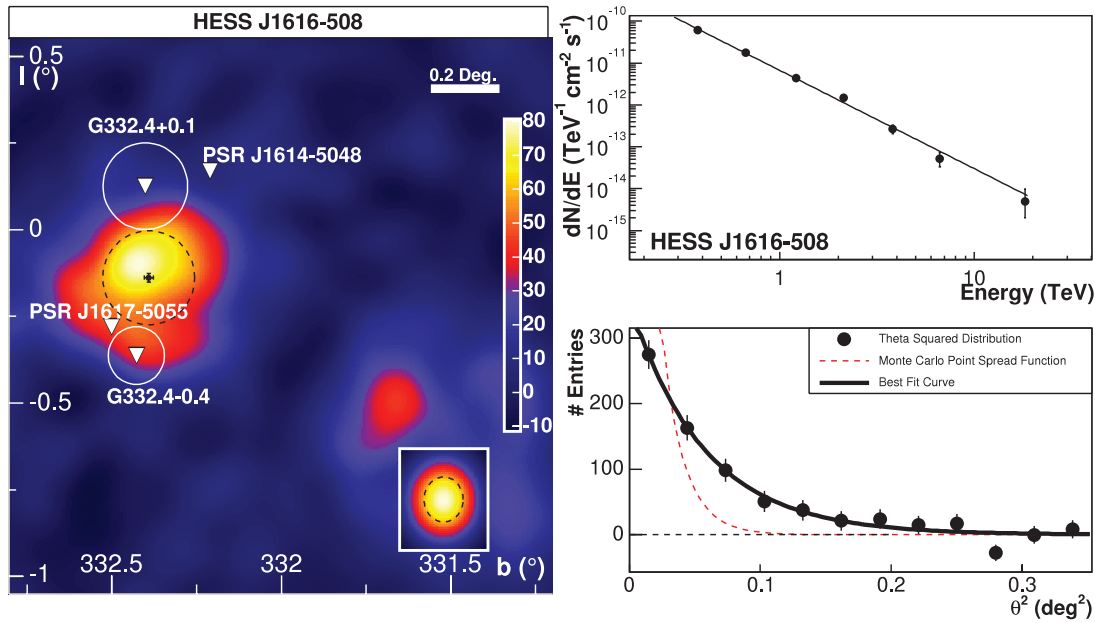 HESS J1616-508
0.5
l (°)
0.2 Deg.
G332.4+0.1
PSR J1614-5048
80
70
60
50
40
30
20
10
0
-10
0
PSR J1617-5055
G332.4-0.4
-0.5
-1
332.5
332
331.5
b (°)
dN/dE (TeV-1 cm-2 s-1)
10-10
10-11
10-12
10-13
10-14
10-15
HESS J1616-508
1
10
Energy (TeV)
# Entries
300
200
100
0
Theta Squared Distribution
Monte Carlo Point Spread Function
Best Fit Curve
0
0.1
0.2
0.3
θ2 (deg2)